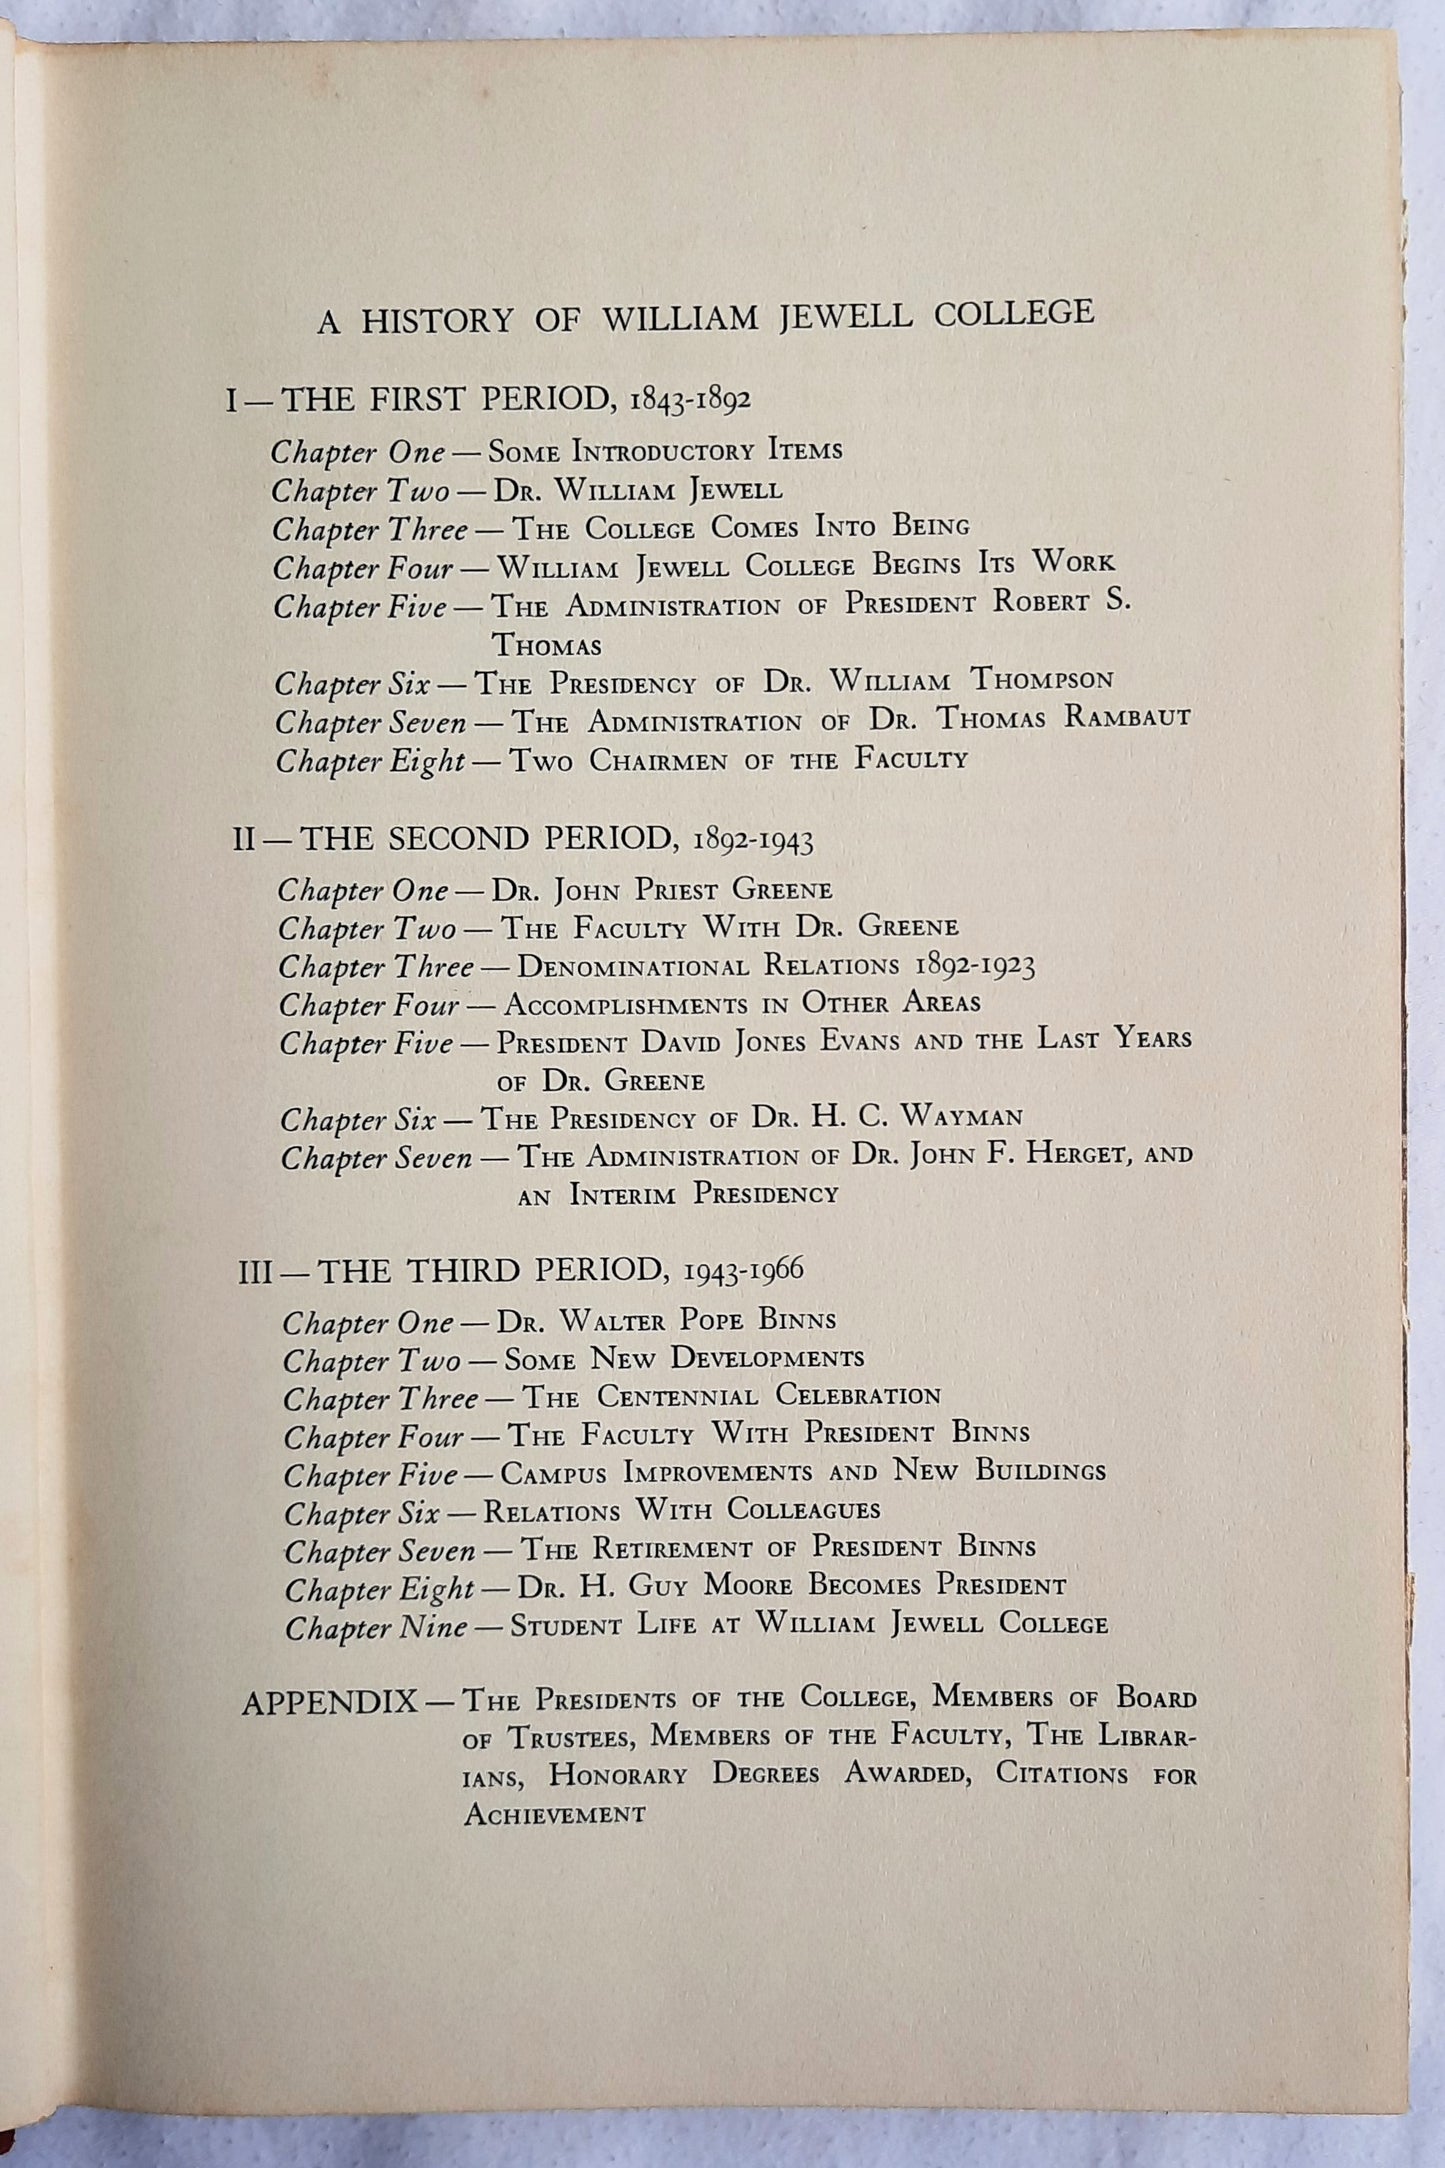 A HISTORY OF WILLIAM JEWELL COLLEGE
I — THE FIRST PERIOD, 1843-1892
Chapter One — Some Introductory Items
Chapter Two — Dr. William Jewell
Chapter Three — The College Comes Into Being
Chapter Four — William Jewell College Begins Its Work
Chapter Five — The Administration of President Robert S.
Thomas
Chapter Six — The Presidency of Dr. William Thompson
Chapter Seven — The Administration of Dr. Thomas Rambaut
Chapter Eight — Two Chairmen of the Faculty
II — THE SECOND PERIOD, 1892-1943
Chapter One — Dr. John Priest Greene
Chapter Two — The Faculty With Dr. Greene
Chapter Three — Denominational Relations 1892-1923
Chapter Four — Accomplishments in Other Areas
Chapter Five — President David Jones Evans and the Last Years
of Dr. Greene
Chapter Six — The Presidency of Dr. H. C. Wayman
Chapter Seven — The Administration of Dr. John F. Herget, and
an Interim Presidency
III — THE THIRD PERIOD, 1943-1966
Chapter One — Dr. Walter Pope Binns
Chapter Two — Some New Developments
Chapter Three — The Centennial Celebration
Chapter Four — The Faculty With President Binns
Chapter Five — Campus Improvements and New Buildings
Chapter Six — Relations With Colleagues
Chapter Seven — The Retirement of President Binns
Chapter Eight — Dr. H. Guy Moore Becomes President
Chapter Nine — Student Life at William Jewell College
APPENDIX — The Presidents of the College, Members of Board
of Trustees, Members of the Faculty, The Librar-
ians, Honorary Degrees Awarded, Citations for
Achievement